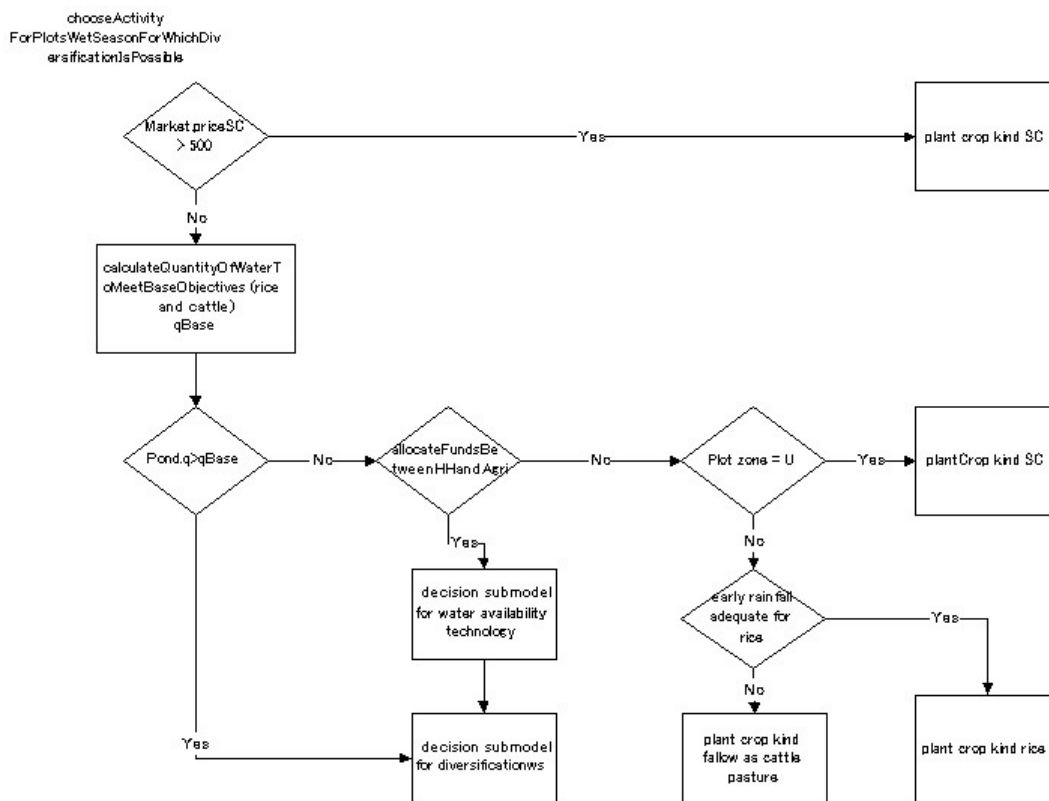 chooseActivity
ForPlotsWetSeasonForWhichDiv
ersificationIsPossible
Market.priceSC
> 500
Yes
plant crop kind SC
No
calculateQuantityOfWaterT
oMeetBaseObjectives (rice
and cattle)
qBase
Pond.q>qBase
No
allocateFundsBe
tweenHHandAgri
No
Plot zone = U
Yes
plantCrop kind SC
Yes
No
decision submodel
for water availability
technology
early rainfall
adequate for
rice
Yes
No
Yes
decision submodel
for diversificationws
plant crop kind
fallow as cattle
pasture
plant crop kind rice